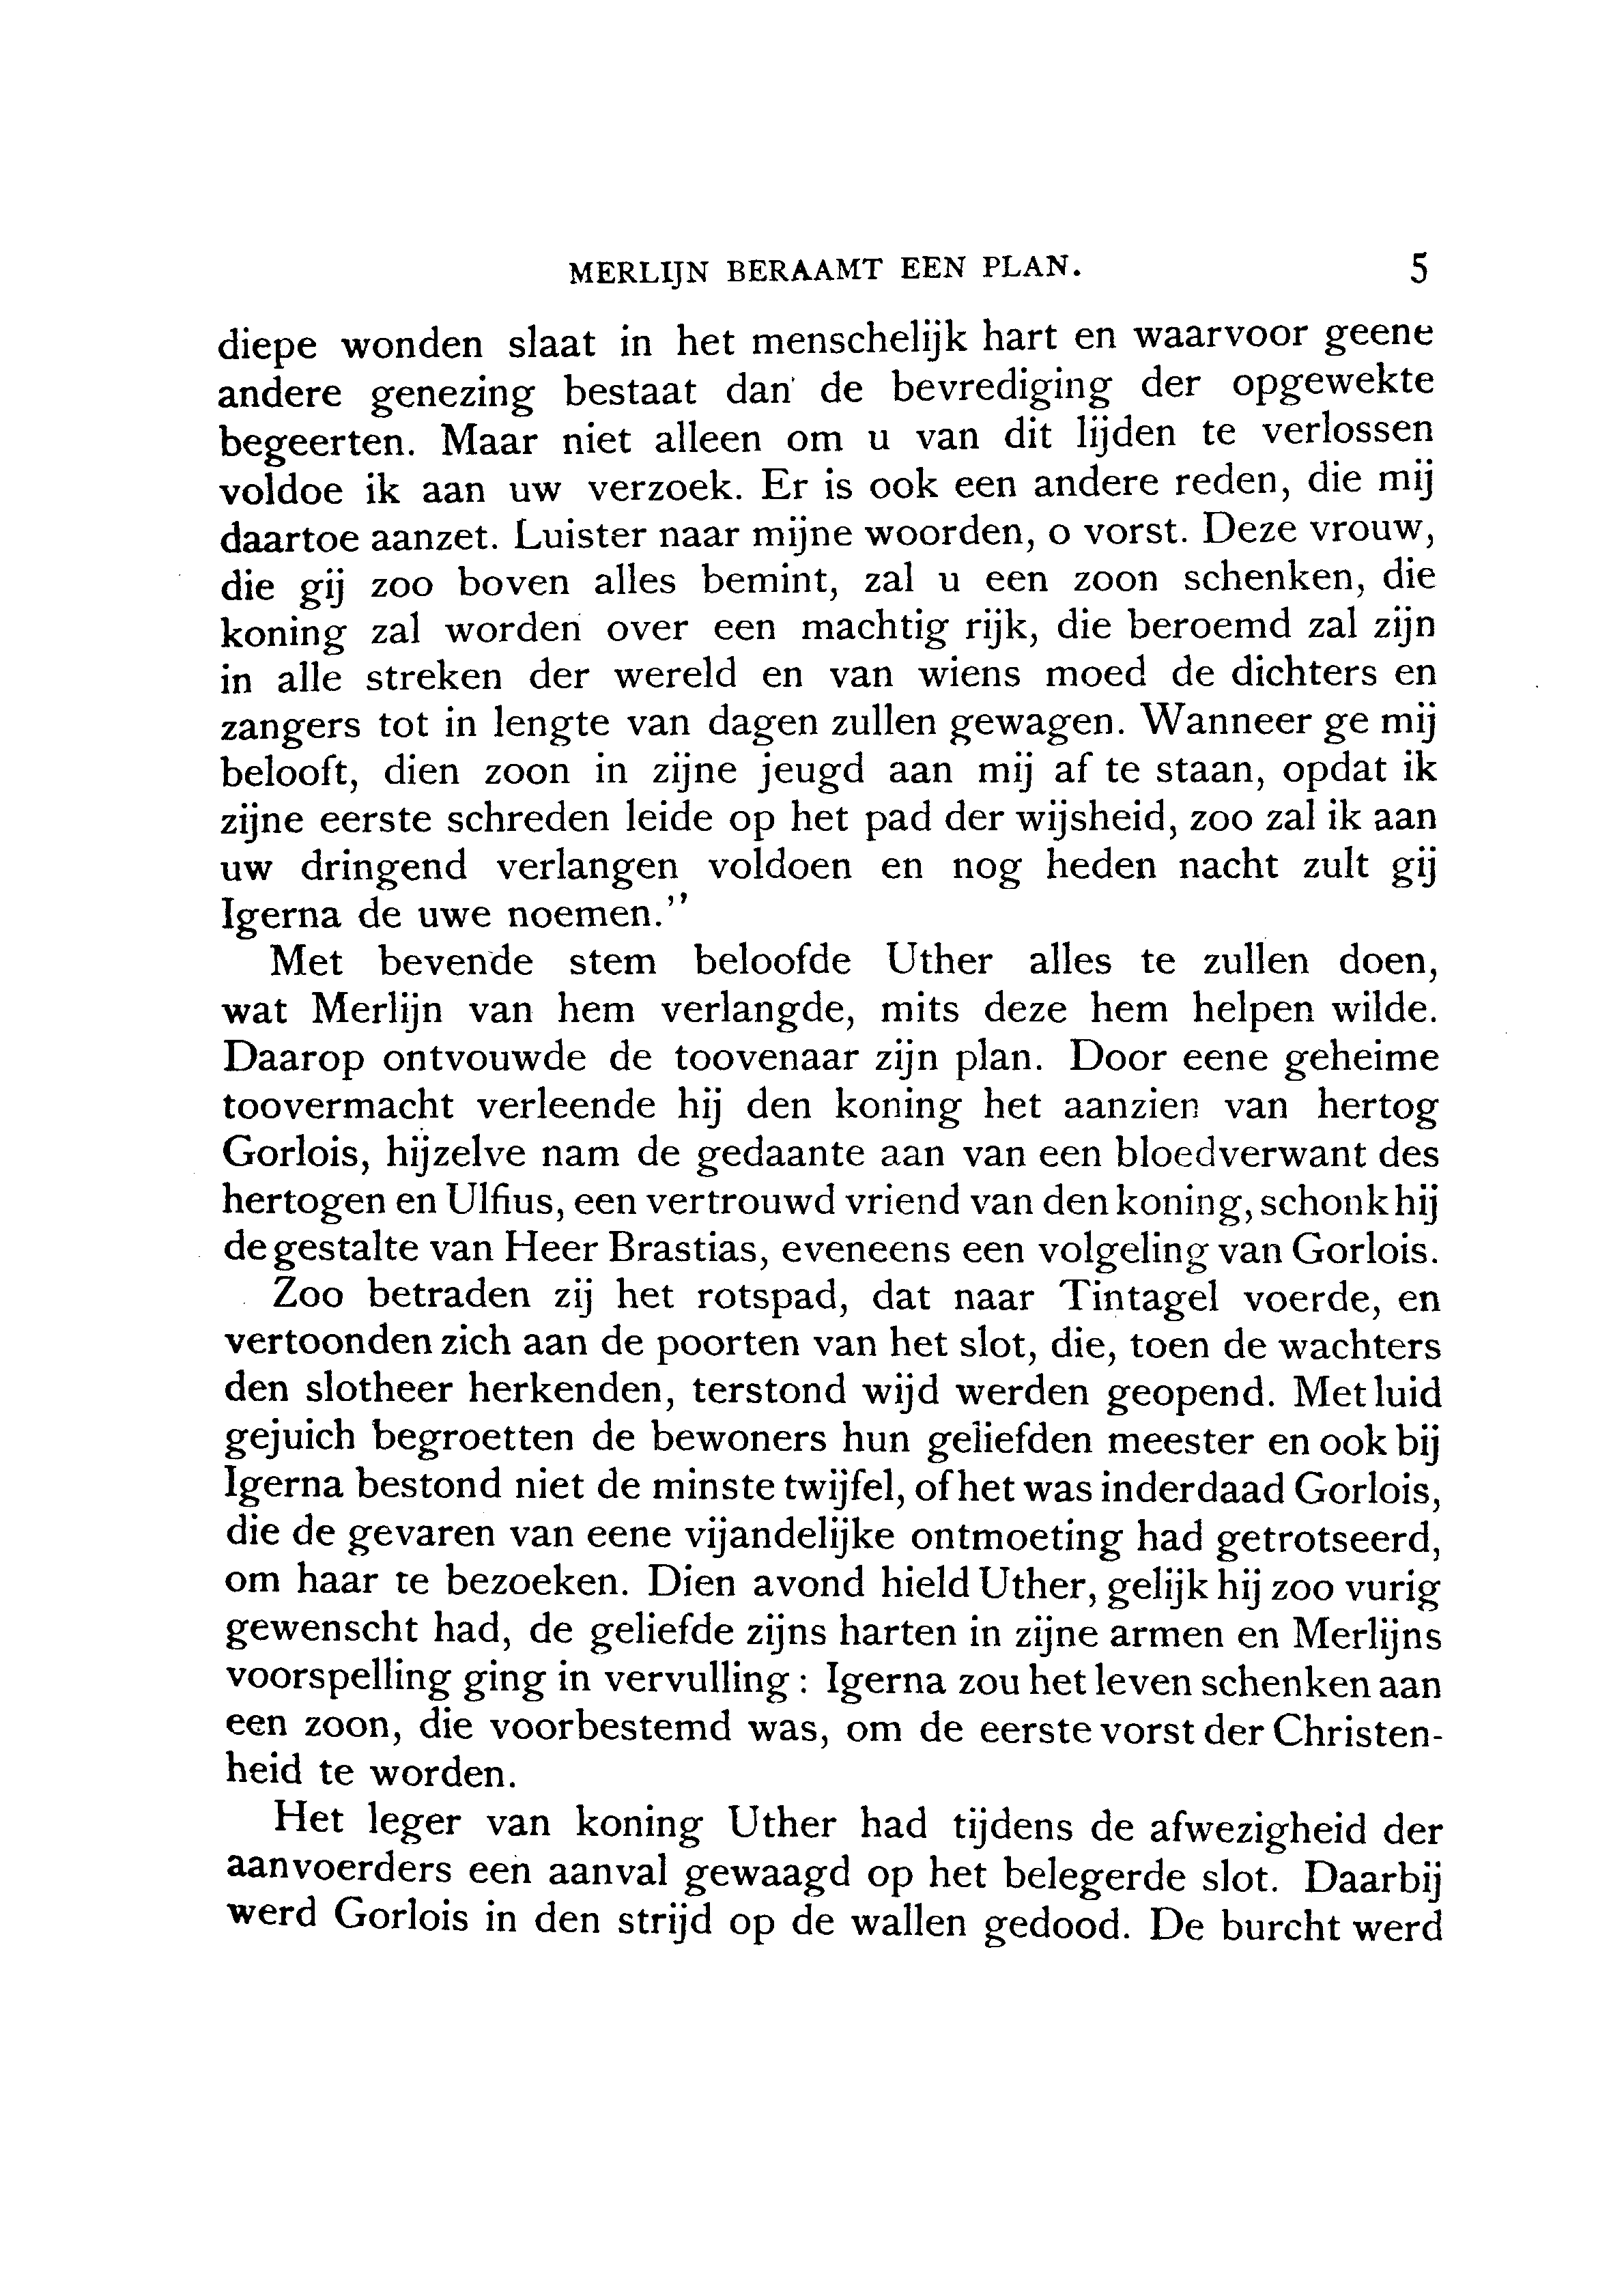 MERLIJN BERAAMT EEN PLAN. 5
diepe wonden slaat in het menschelijk hart en waarvoor geene
andere genezing bestaat dan de bevrediging der opgewekte
begeerten. Maar niet alleen om u van dit lijden te verlossen
voldoe ik aan uw verzoek. Er is ook een andere reden, die mij
daartoe aanzet. Luister naar mijne woorden, o vorst. Deze vrouw,
die gij zoo boven alles bemint, zal u een zoon schenken, die
koning zal worden over een machtig rijk, die beroemd zal zijn
in alle streken der wereld en van wiens moed de dichters en
zangers tot in lengte van dagen zullen gewagen. Wanneer ge mij
belooft, dien zoon in zijne jeugd aan mij af te staan, opdat ik
zijne eerste schreden leide op het pad der wijsheid, zoo zal ik aan
uw dringend verlangen voldoen en nog heden nacht zult gij
Igerna de uwe noemen.”
Met bevende stem beloofde Uther alles te zullen doen,
wat Merlijn van hem verlangde, mits deze hem helpen wilde.
Daarop ontvouwde de toovenaar zijn plan. Door eene geheime
toovermacht verleende hij den koning het aanzien van hertog
Gorlois, hijzelve nam de gedaante aan van een bloedverwant des
hertogen en Ulfius, een vertrouwd vriend van den koning, schonk hij
de gestalte van Heer Brastias, eveneens een volgeling van Gorlois.
Zoo betraden zij het rotspad, dat naar Tintagel voerde, en
vertoonden zich aan de poorten van het slot, die, toen de wachters
den slotheer herkenden, terstond wijd werden geopend. Met luid
gejuich begroetten de bewoners hun geliefden meester en ook bij
Igerna bestond niet de minste twijfel, of het was inderdaad Gorlois,
die de gevaren van eene vijandelijke ontmoeting had getrotseerd,
om haar te bezoeken. Dien avond hield Uther, gelijk hij zoo vurig
gewenscht had, de geliefde zijns harten in zijne armen en Merlijns
voorspelling ging in vervulling: Igerna zou het leven schenken aan
een zoon, die voorbestemd was, om de eerste vorst der Christen-
heid te worden.
Het leger van koning Uther had tijdens de afwezigheid der
aanvoerders een aanval gewaagd op het belegerde slot. Daarbij
werd Gorlois in den strijd op de wallen gedood. De burcht werd